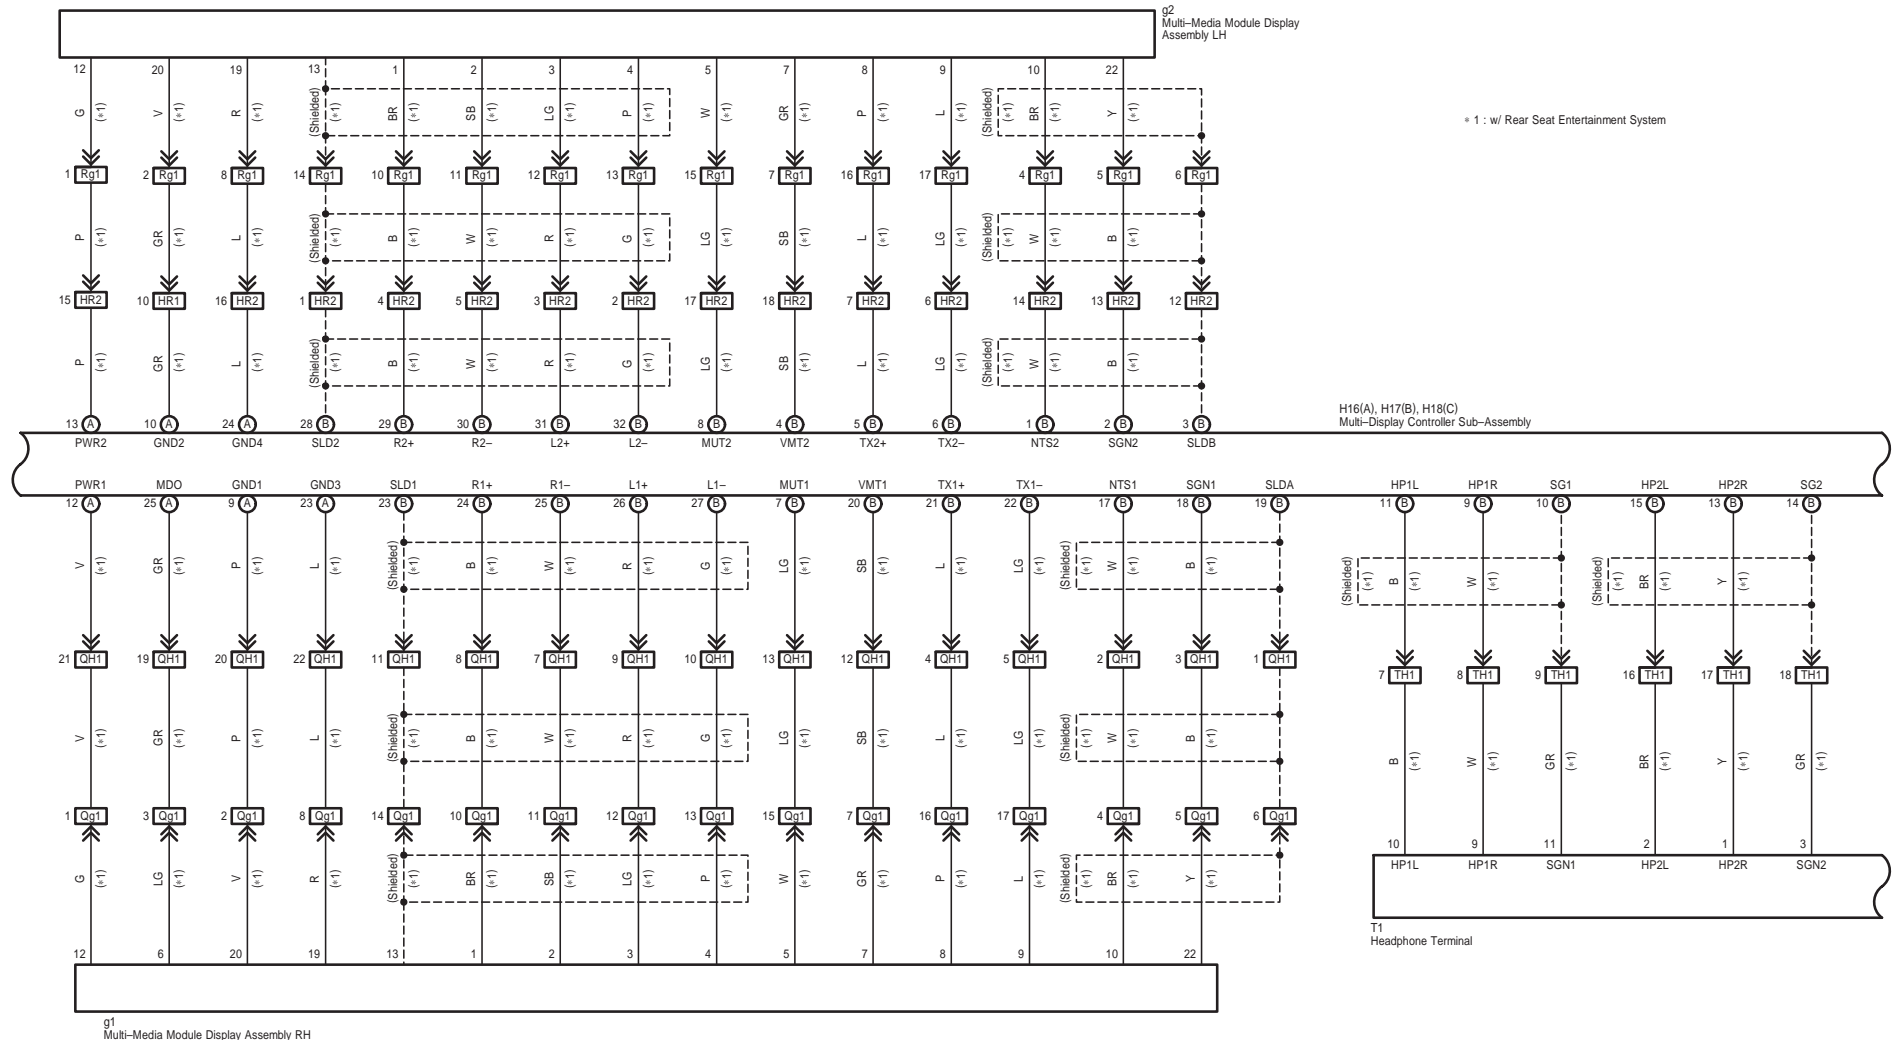 g2
Multi–Media Module Display
Assembly LH
12 20 19 13 1 2 3 4 5 7 8 9 10 22
G (∗1) V (∗1) R (∗1) (Shielded) (∗1) BR (∗1) SB (∗1) LG (∗1) P (∗1) W (∗1) GR (∗1) P (∗1) L (∗1) (Shielded) (∗1) BR (∗1) Y (∗1)
∗ 1 : w/ Rear Seat Entertainment System
1 Rg1 2 Rg1 8 Rg1 14 Rg1 10 Rg1 11 Rg1 12 Rg1 13 Rg1 15 Rg1 7 Rg1 16 Rg1 17 Rg1 4 Rg1 5 Rg1 6 Rg1
P (∗1) GR (∗1) L (∗1) (Shielded) (∗1) B (∗1) W (∗1) R (∗1) G (∗1) LG (∗1) SB (∗1) L (∗1) LG (∗1) (Shielded) (∗1) W (∗1) B (∗1)
15 HR2 10 HR1 16 HR2 1 HR2 4 HR2 5 HR2 3 HR2 2 HR2 17 HR2 18 HR2 7 HR2 6 HR2 14 HR2 13 HR2 12 HR2
P (∗1) GR (∗1) L (∗1) (Shielded) (∗1) B (∗1) W (∗1) R (∗1) G (∗1) LG (∗1) SB (∗1) L (∗1) LG (∗1) (Shielded) (∗1) W (∗1) B (∗1)
H16(A), H17(B), H18(C)
Multi–Display Controller Sub–Assembly
13 A 10 A 24 A 28 B 29 B 30 B 31 B 32 B 8 B 4 B 5 B 6 B 1 B 2 B 3 B
PWR2 GND2 GND4 SLD2 R2+ R2– L2+ L2– MUT2 VMT2 TX2+ TX2– NTS2 SGN2 SLDB
PWR1 MDO GND1 GND3 SLD1 R1+ R1– L1+ L1– MUT1 VMT1 TX1+ TX1– NTS1 SGN1 SLDA HP1L HP1R SG1 HP2L HP2R SG2
12 A 25 A 9 A 23 A 23 B 24 B 25 B 26 B 27 B 7 B 20 B 21 B 22 B 17 B 18 B 19 B 11 B 9 B 10 B 15 B 13 B 14 B
V (∗1) GR (∗1) P (∗1) L (∗1) (Shielded) (∗1) B (∗1) W (∗1) R (∗1) G (∗1) LG (∗1) SB (∗1) L (∗1) LG (∗1) (Shielded) (∗1) W (∗1) B (∗1) (Shielded) (∗1) B (∗1) W (∗1) (Shielded) (∗1) BR (∗1) Y (∗1)
21 QH1 19 QH1 20 QH1 22 QH1 11 QH1 8 QH1 7 QH1 9 QH1 10 QH1 13 QH1 12 QH1 4 QH1 5 QH1 2 QH1 3 QH1 1 QH1
7 TH1 8 TH1 9 TH1 16 TH1 17 TH1 18 TH1
V (∗1) GR (∗1) P (∗1) L (∗1) (Shielded) (∗1) B (∗1) W (∗1) R (∗1) G (∗1) LG (∗1) SB (∗1) L (∗1) LG (∗1) (Shielded) (∗1) W (∗1) B (∗1)
B (∗1) W (∗1) GR (∗1) BR (∗1) Y (∗1) GR (∗1)
1 Qg1 3 Qg1 2 Qg1 8 Qg1 14 Qg1 10 Qg1 11 Qg1 12 Qg1 13 Qg1 15 Qg1 7 Qg1 16 Qg1 17 Qg1 4 Qg1 5 Qg1 6 Qg1
10 9 11 2 1 3
HP1L HP1R SGN1 HP2L HP2R SGN2
G (∗1) LG (∗1) V (∗1) R (∗1) (Shielded) (∗1) BR (∗1) SB (∗1) LG (∗1) P (∗1) W (∗1) GR (∗1) P (∗1) L (∗1) (Shielded) (∗1) BR (∗1) Y (∗1)
T1
Headphone Terminal
12 6 20 19 13 1 2 3 4 5 7 8 9 10 22
g1
Multi–Media Module Display Assembly RH